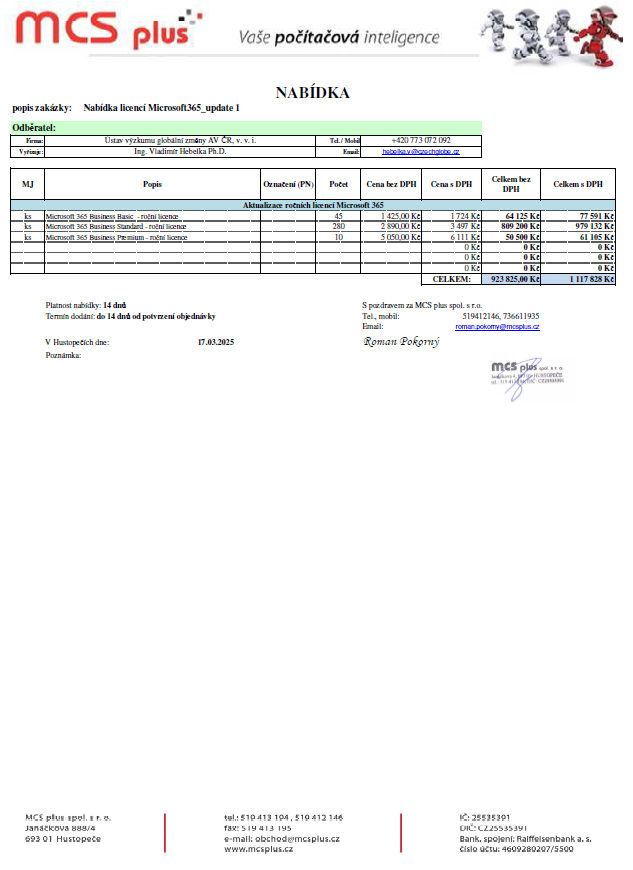 MCS plus
Vaše počítačová inteligence
NABÍDKA
popis zakázky: Nabídka licencí Microsoft365_update 1
Odběratel:
Firma: Ústav výzkumu globální změny AV ČR, v. v. i. Tel./ Mobil +420 773 072 092
Vyřizuje: Ing. Vladimír Hebelka Ph.D. Email: hebelka.v@czechglobe.cz
MJ Popis Označení (PN) Počet Cena bez DPH Cena s DPH Celkem bez DPH Celkem s DPH
Aktualizace ročních licencí Microsoft 365
ks Microsoft 365 Business Basic - roční licence 45 1 425,00 Kč 1 724 Kč 64 125 Kč 77 591 Kč
ks Microsoft 365 Business Standard - roční licence 280 2 890,00 Kč 3 497 Kč 809 200 Kč 979 132 Kč
ks Microsoft 365 Business Premium - roční licence 10 5 050,00 Kč 6 111 Kč 50 500 Kč 61 105 Kč
0 Kč 0 Kč 0 Kč
0 Kč 0 Kč 0 Kč
0 Kč 0 Kč 0 Kč
CELKEM: 923 825,00 Kč 1 117 828 Kč
Platnost nabídky: 14 dnů S pozdravem za MCS plus spol. s r.o.
Termín dodání: do 14 dnů od potvrzení objednávky Tel., mobil: 519412146, 736611935
Email: roman.pokorny@mcsplus.cz
V Hustopečích dne: 17.03.2025 Roman Pokorný
Poznámka:
MCS plus spol. s r.o.
MCS plus spol. s r.o. tel.: 519 413 194 , 519 412 146 IČ: 25535391
Janáčkova 888/4 fax: 519 413 195 DIČ: CZ25535391
693 01 Hustopeče e-mail: obchod@mcsplus.cz Bank. spojení: Raiffeisenbank a. s.
www.mcsplus.cz číslo účtu: 4609280207/5500